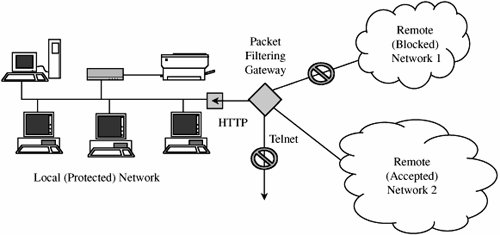 Packet
Filtering
Gateway
Remote
(Blocked)
Network 1
HTTP
Telnet
Remote
(Accepted)
Network 2
Local (Protected) Network